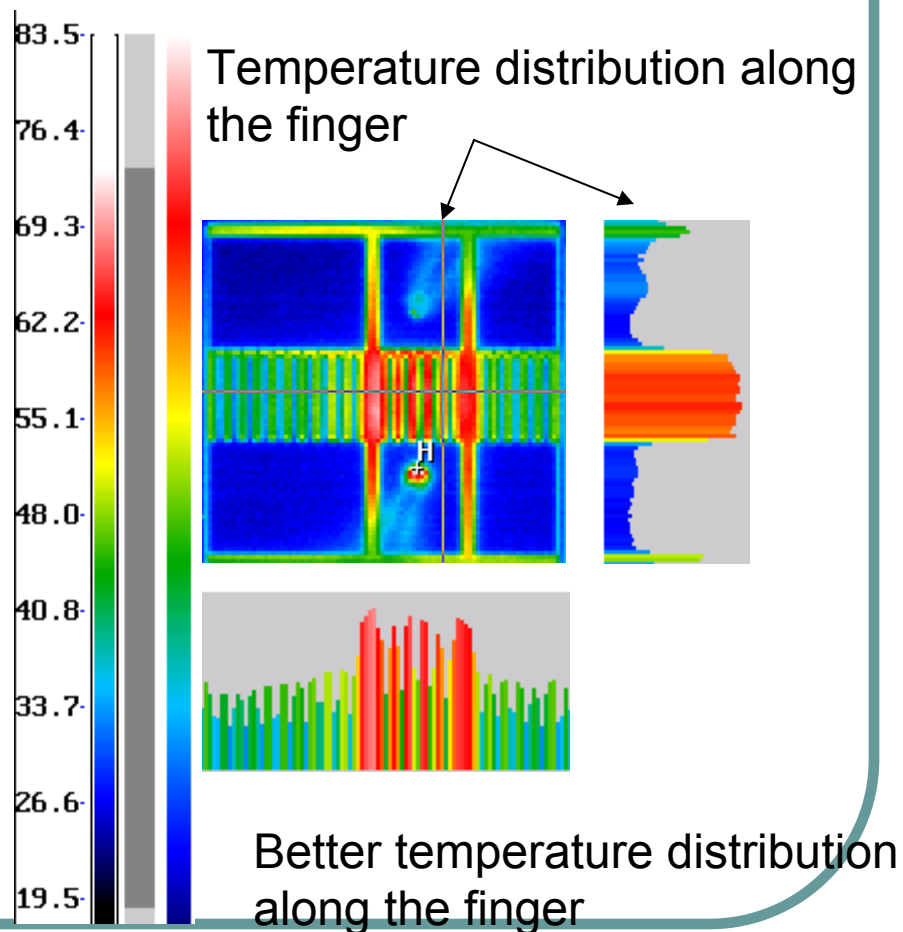 83.5
Temperature distribution along
the finger
76.4
69.3
62.2
55.1
H
48.0
40.8
33.7
26.6
Better temperature distribution
along the finger
19.5